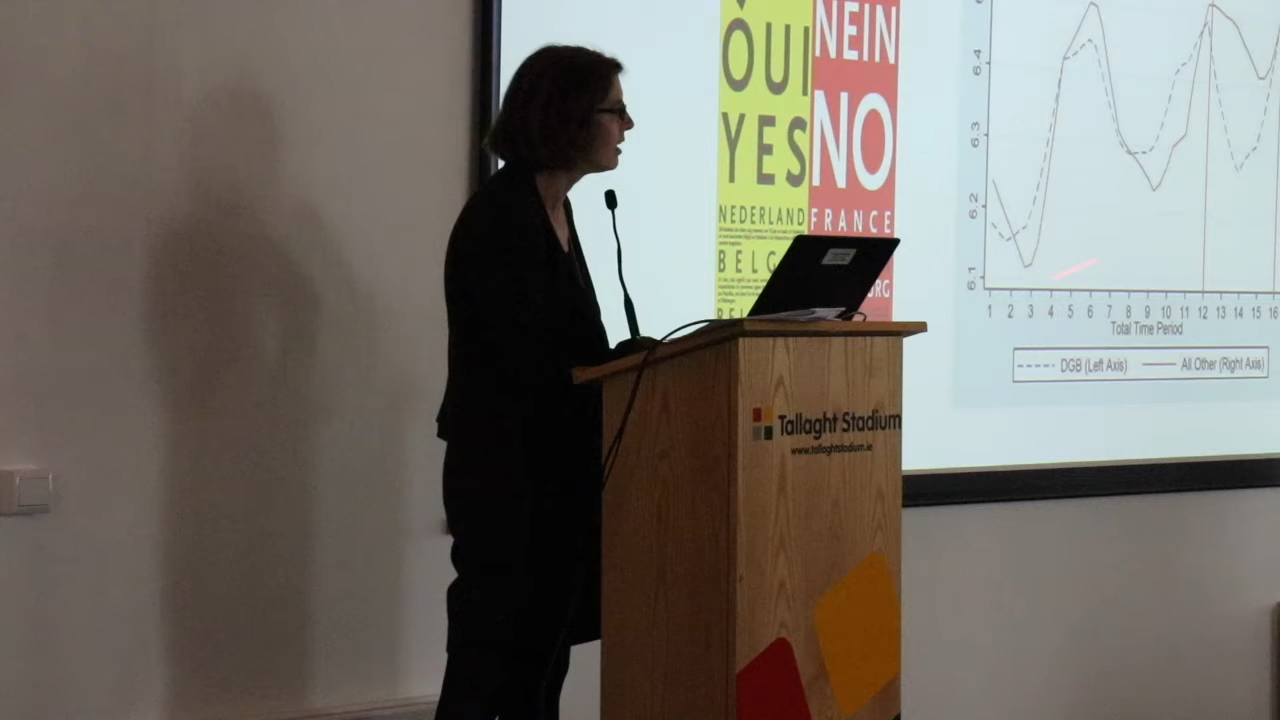 OUI
YES
NEDERLAND
BELG
NEIN
NO
FRANCE
6.4
6.3
6.2
6.1
1 2 3 4 5 6 7 8 9 10 11 12 13 14 15 16
Total Time Period
DGB (Left Axis) All Other (Right Axis)
Tallaght Stadium
www.tallaghtstadium.ie